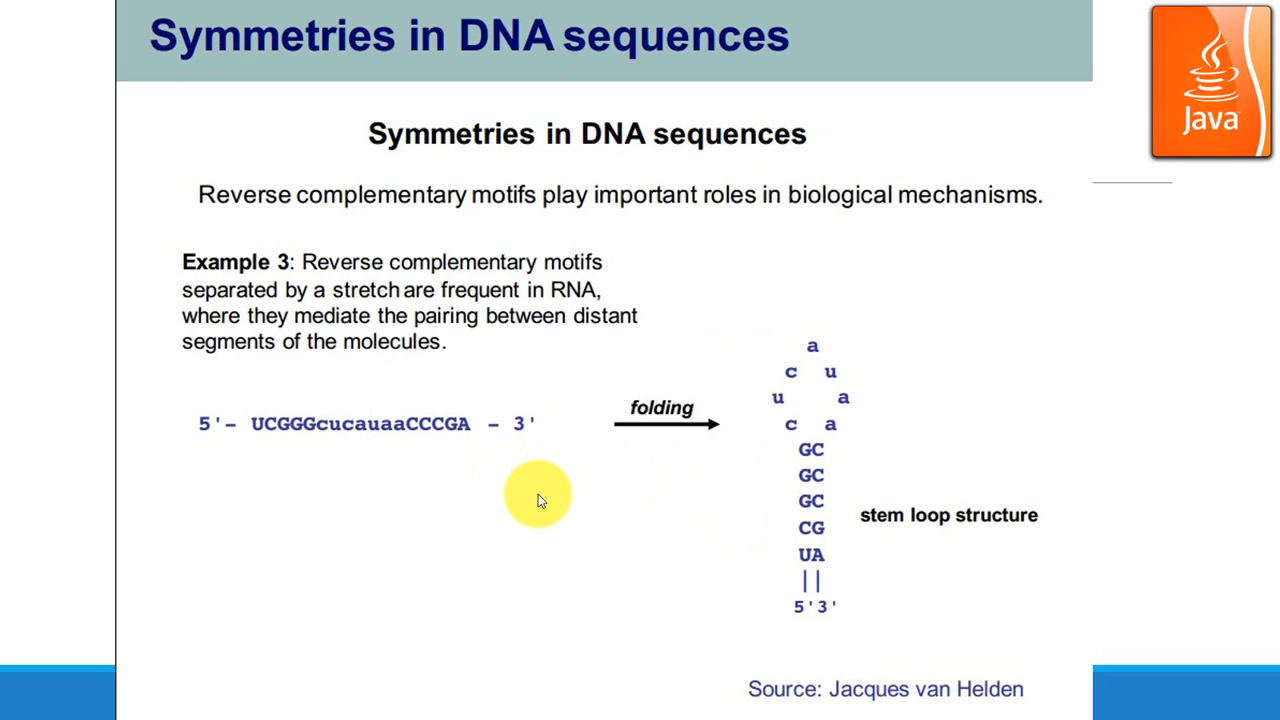 Symmetries in DNA sequences
Java
Symmetries in DNA sequences
Reverse complementary motifs play important roles in biological mechanisms.
Example 3: Reverse complementary motifs
separated by a stretch are frequent in RNA,
where they mediate the pairing between distant
segments of the molecules.
5'- UCGGGcucauaaCCCGA - 3'
folding
a
c u
u a
c a
GC
GC
GC
CG
UA
||
5'3'
stem loop structure
Source: Jacques van Helden